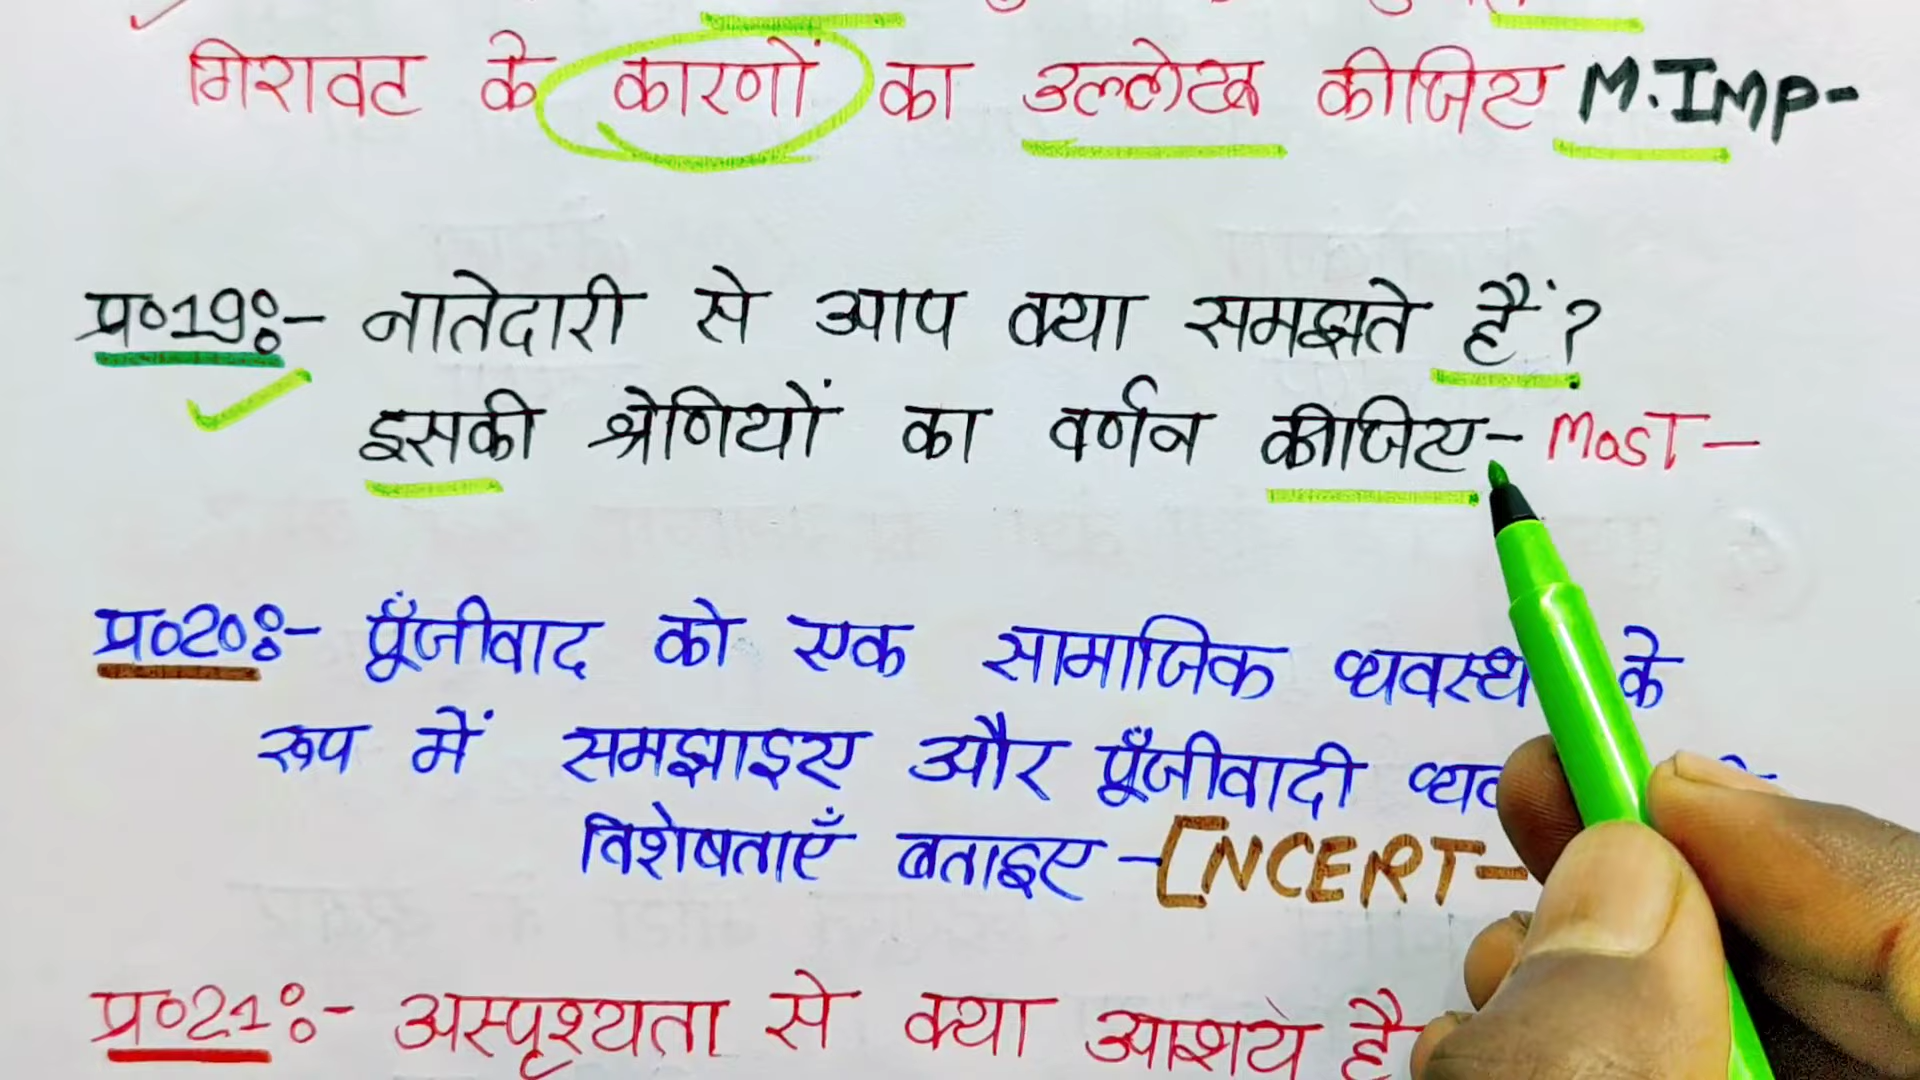 गिरावट के कारणों का उल्लेख कीजिए M.IMP-
प्र०19ः- नातेदारी से आप क्या समझते हैं?
इसकी श्रेणियों का वर्णन कीजिए- MOST -
प्र०20ः- पूँजीवाद को एक सामाजिक के
रूप में समझाइए और पूँजीवादी
विशेषताएँ बताइए - [NCERT-
प्र०21ः- अस्पृश्यता से क्या आशय है